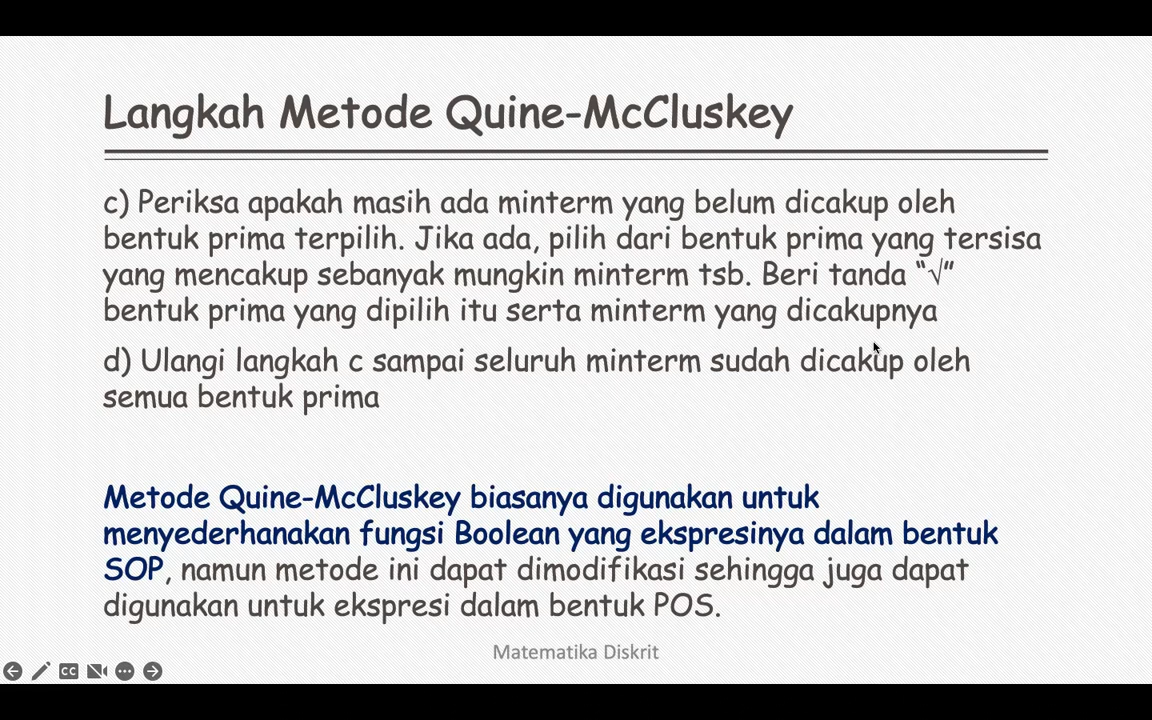 Langkah Metode Quine-McCluskey
c) Periksa apakah masih ada minterm yang belum dicakup oleh
bentuk prima terpilih. Jika ada, pilih dari bentuk prima yang tersisa
yang mencakup sebanyak mungkin minterm tsb. Beri tanda “√”
bentuk prima yang dipilih itu serta minterm yang dicakupnya
d) Ulangi langkah c sampai seluruh minterm sudah dicakup oleh
semua bentuk prima
Metode Quine-McCluskey biasanya digunakan untuk
menyederhanakan fungsi Boolean yang ekspresinya dalam bentuk
SOP, namun metode ini dapat dimodifikasi sehingga juga dapat
digunakan untuk ekspresi dalam bentuk POS.
Matematika Diskrit
CC